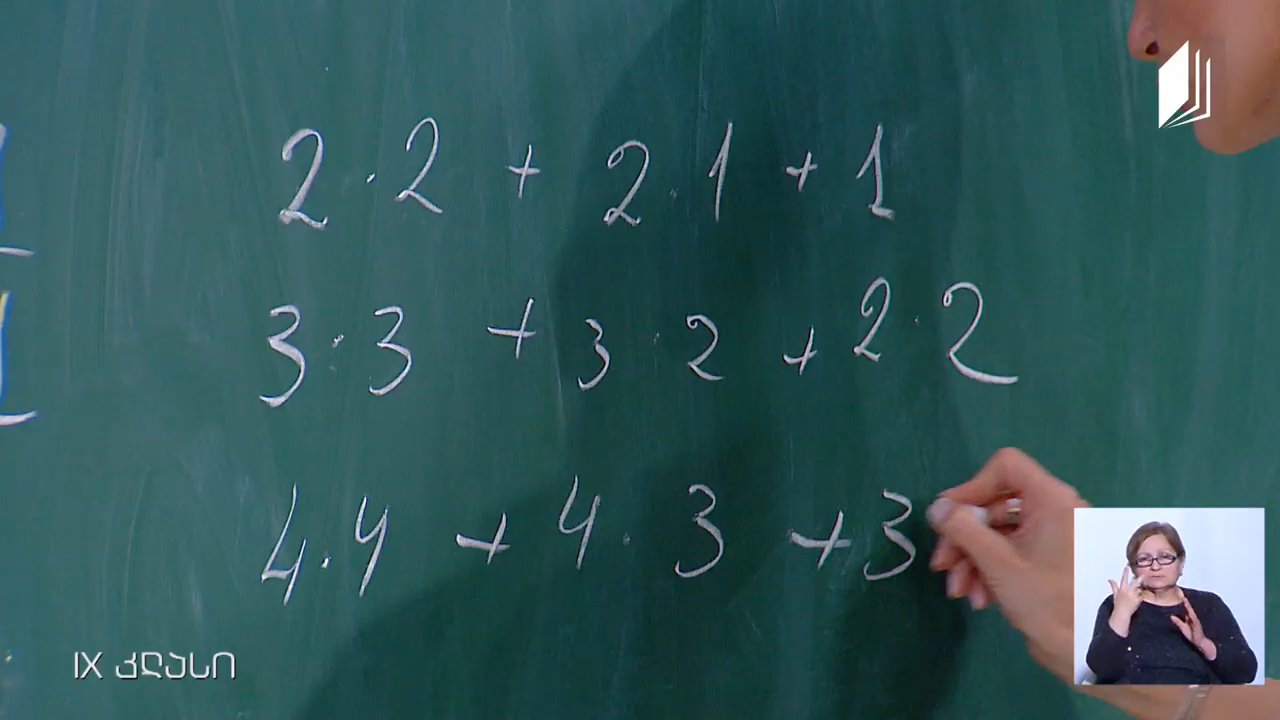 2 · 2 + 2 · 1 + 1
3 · 3 + 3 · 2 + 2 · 2
4 · 4 + 4 · 3 + 3
IX კლასი